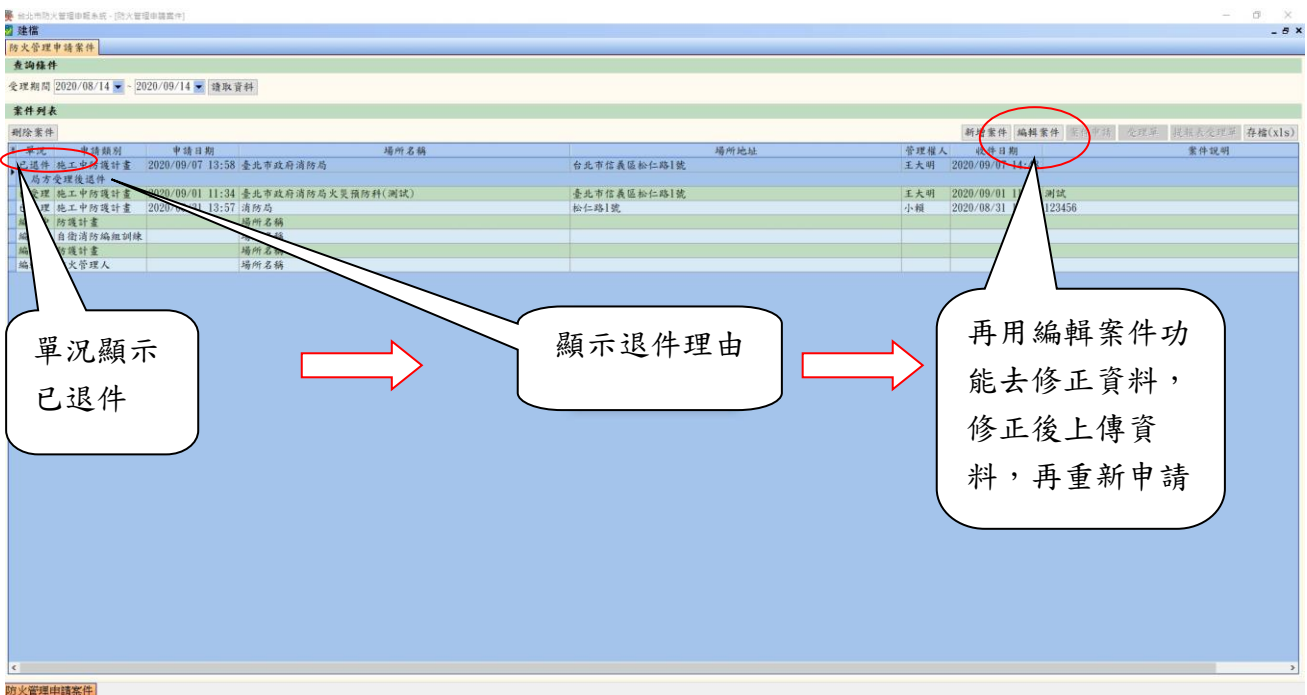 台北市防火管理申報系統 - [防火管理申請案件]
建檔
防火管理申請案件
查詢條件
受理期間 2020/08/14 ~ 2020/09/14 讀取資料
案件列表
刪除案件 新增案件 編輯案件 案件申請 受理單 投報表受理單 存檔(xls)
單況 申請類別 申請日期 場所名稱 場所地址 管理權人 收件日期 案件說明
已退件 施工中防護計畫 2020/09/07 13:58 臺北市政府消防局 台北市信義區松仁路1號 王大明 2020/09/07
局方受理後退件
受理 施工中防護計畫 2020/09/01 11:34 臺北市政府消防局火災預防科(測試) 臺北市信義區松仁路1號 王大明 2020/09/01 測試
施工中防護計畫 13:57 消防局 松仁路1號 小賴 2020/08/31 123456
防護計畫 場所名稱
自衛消防編組訓練
防護計畫
火管理人 場所名稱
單況顯示
已退件
顯示退件理由
再用編輯案件功
能去修正資料，
修正後上傳資
料，再重新申請
防火管理申請案件